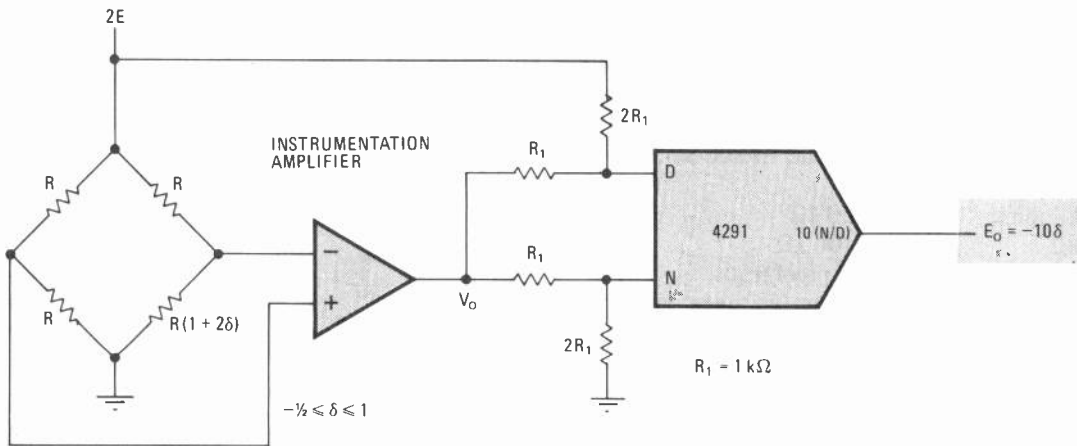 2E
2R₁
INSTRUMENTATION
AMPLIFIER
R₁
R
R
D
4291
10 (N/D)
E₀ = −10δ
−
R₁
N
+
V₀
R
R (1 + 2δ)
2R₁
R₁ = 1 kΩ
−½ ≤ δ ≤ 1